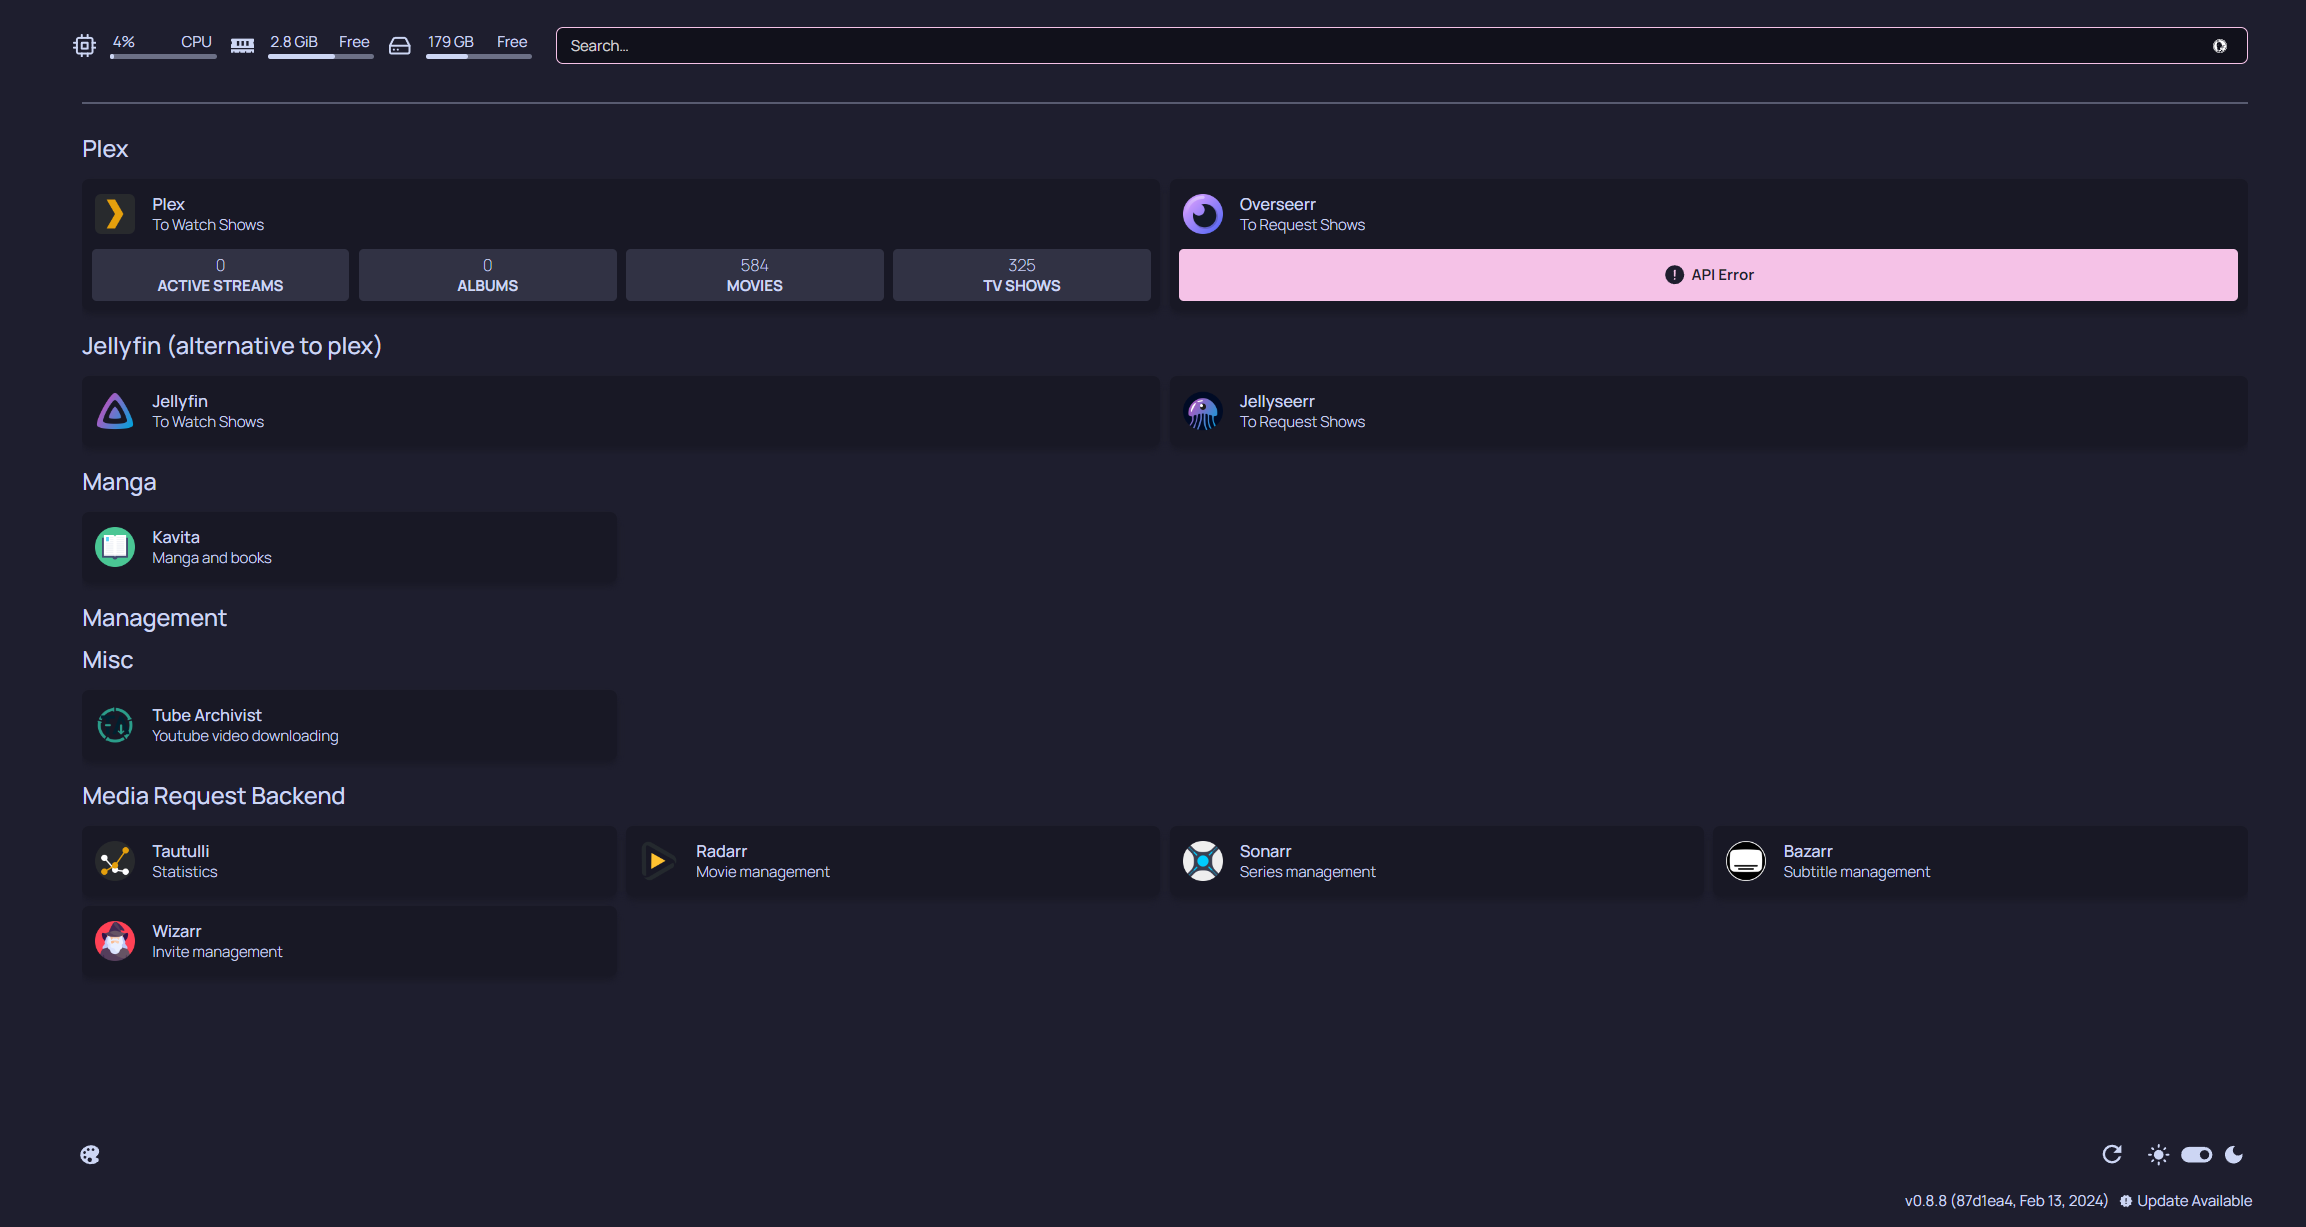 4% CPU
2.8 GiB Free
179 GB Free
Search...
Plex
Plex
To Watch Shows
0
ACTIVE STREAMS
0
ALBUMS
584
MOVIES
325
TV SHOWS
Overseerr
To Request Shows
API Error
Jellyfin (alternative to plex)
Jellyfin
To Watch Shows
Jellyseerr
To Request Shows
Manga
Kavita
Manga and books
Management
Misc
Tube Archivist
Youtube video downloading
Media Request Backend
Tautulli
Statistics
Radarr
Movie management
Sonarr
Series management
Bazarr
Subtitle management
Wizarr
Invite management
v0.8.8 (87d1ea4, Feb 13, 2024) Update Available